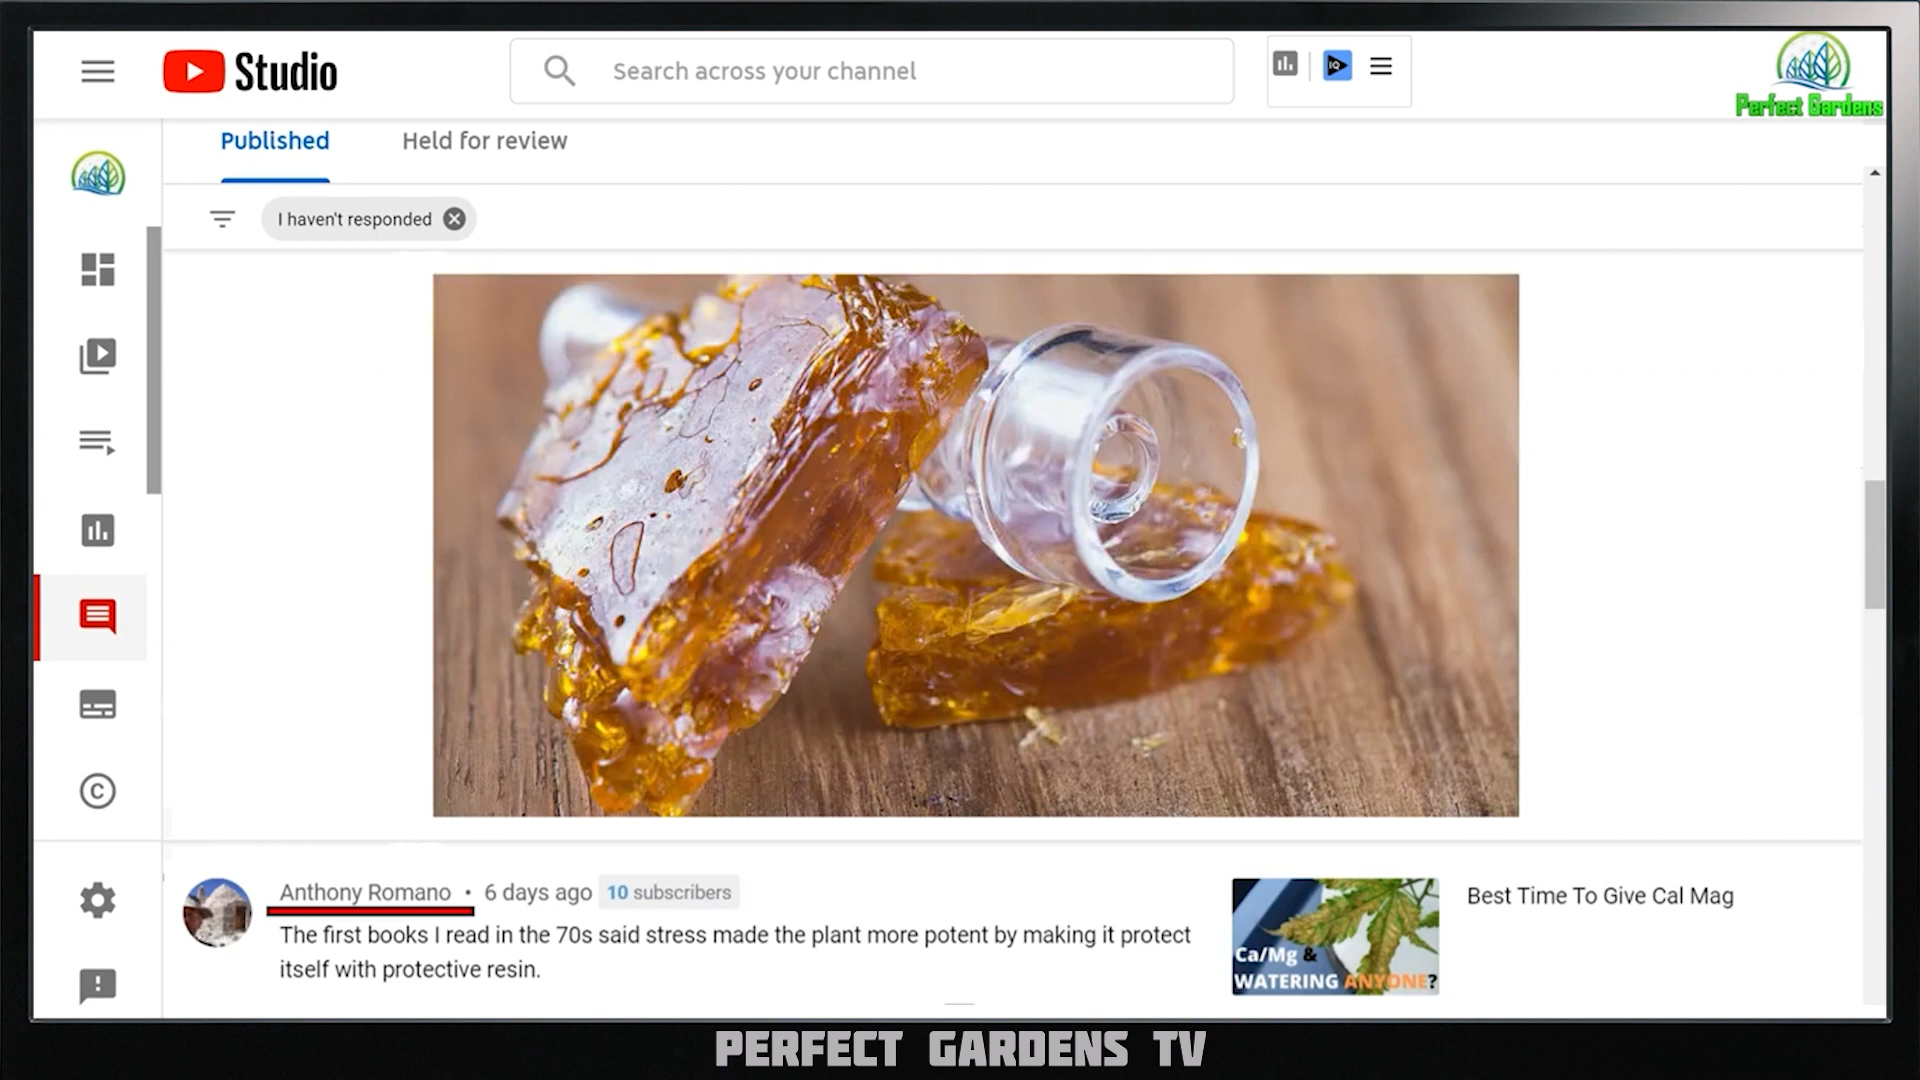 Studio
Search across your channel
IQ
Perfect Gardens
Published
Held for review
I haven't responded
Anthony Romano • 6 days ago 10 subscribers
The first books I read in the 70s said stress made the plant more potent by making it protect
itself with protective resin.
Ca/Mg &
WATERING ANYONE?
Best Time To Give Cal Mag
PERFECT GARDENS TV